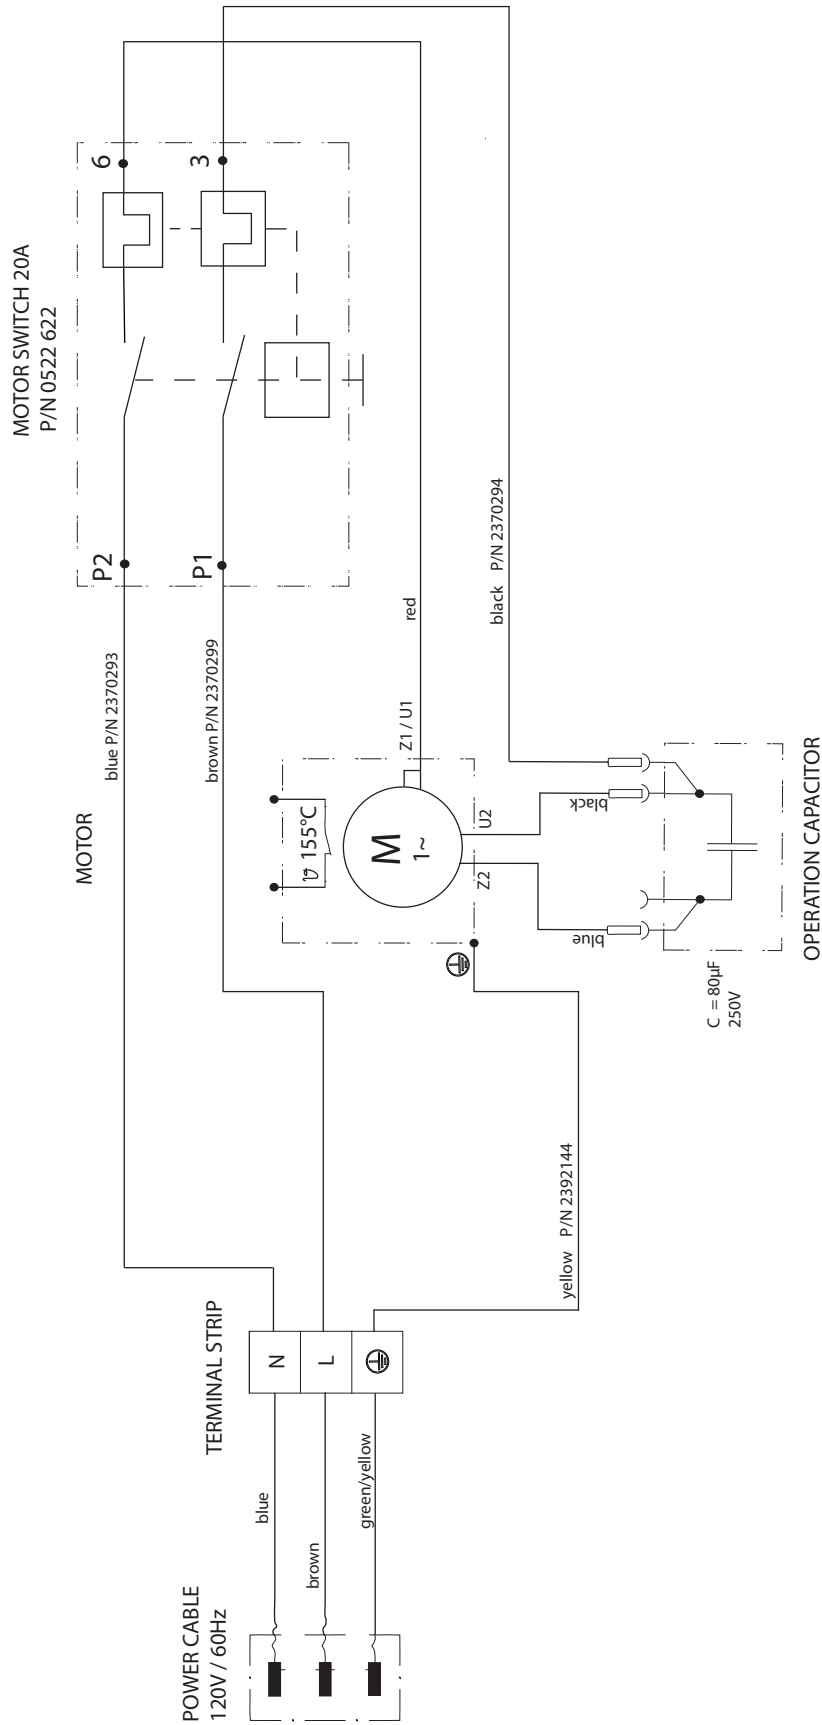 POWER CABLE
120V / 60Hz
blue
brown
green/yellow
TERMINAL STRIP
N
L
yellow P/N 2392144
MOTOR
blue P/N 2370293
brown P/N 2370299
ϑ 155°C
M
1~
Z1 / U1
U2
Z2
red
black P/N 2370294
black
blue
C = 80µF
250V
OPERATION CAPACITOR
MOTOR SWITCH 20A
P/N 0522 622
P2
P1
6
3